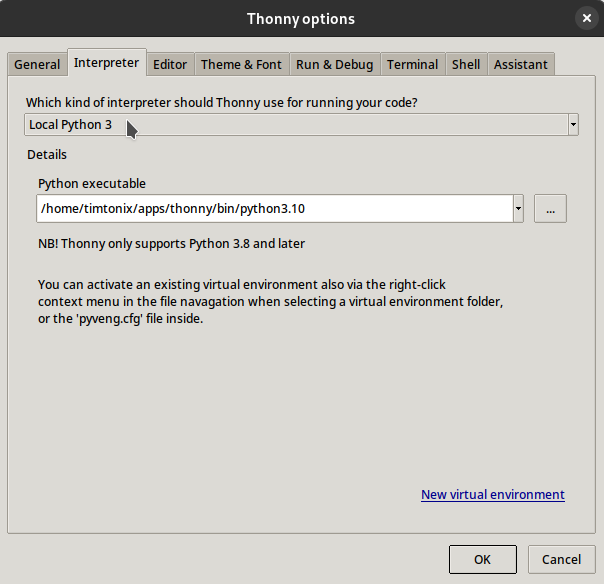 Thonny options
General Interpreter Editor Theme & Font Run & Debug Terminal Shell Assistant
Which kind of interpreter should Thonny use for running your code?
Local Python 3
Details
Python executable
/home/timtonix/apps/thonny/bin/python3.10
...
NB! Thonny only supports Python 3.8 and later
You can activate an existing virtual environment also via the right-click
context menu in the file navagation when selecting a virtual environment folder,
or the 'pyveng.cfg' file inside.
New virtual environment
OK Cancel